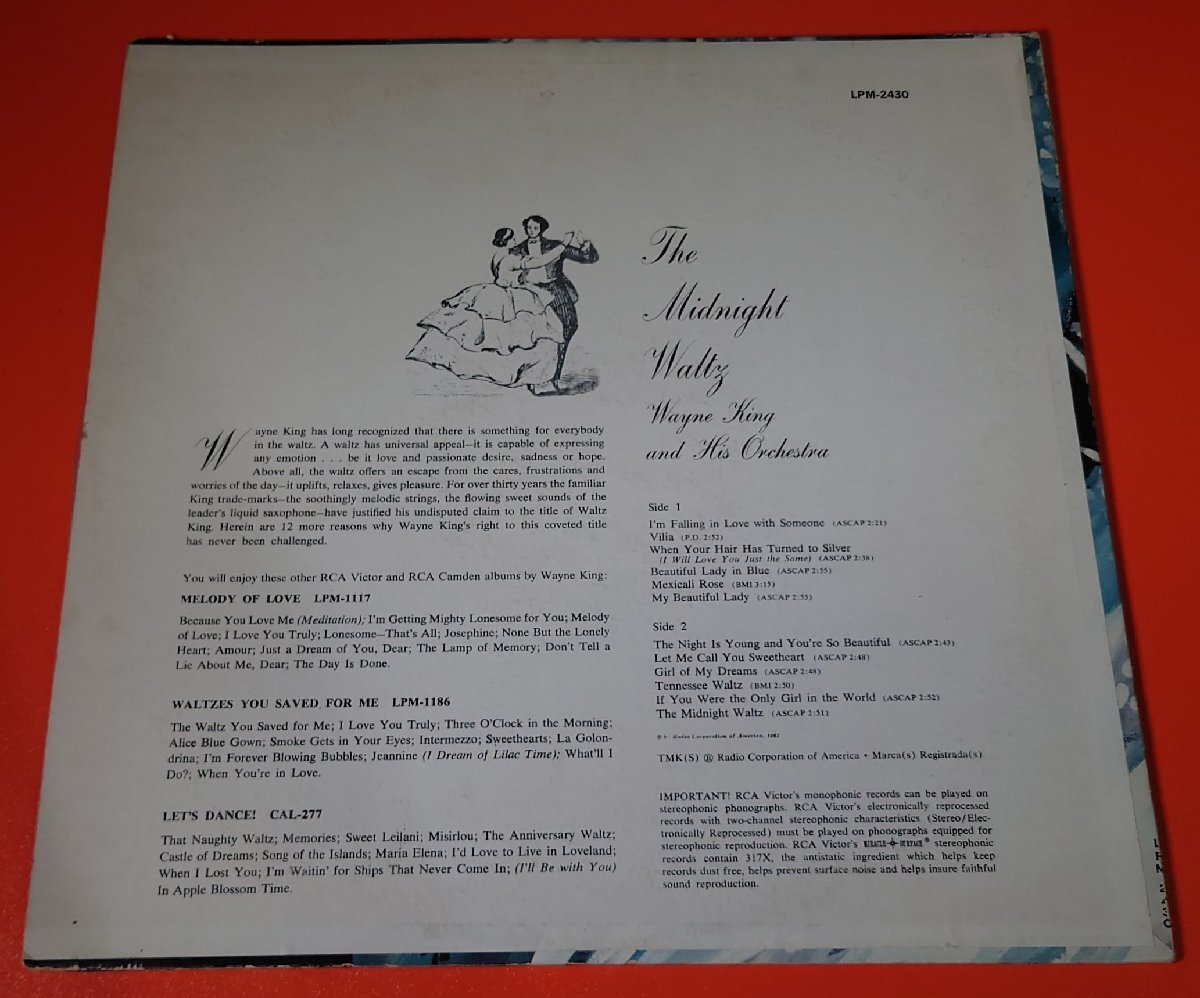 LPM-2430
The
Midnight
Waltz
Wayne King
and His Orchestra
Wayne King has long recognized that there is something for everybody
in the waltz. A waltz has universal appeal—it is capable of expressing
any emotion . . . be it love and passionate desire, sadness or hope.
Above all, the waltz offers an escape from the cares, frustrations and
worries of the day—it uplifts, relaxes, gives pleasure. For over thirty years the familiar
King trade-marks—the soothingly melodic strings, the flowing sweet sounds of the
leader's liquid saxophone—have justified his undisputed claim to the title of Waltz
King. Herein are 12 more reasons why Wayne King's right to this coveted title
has never been challenged.
You will enjoy these other RCA Victor and RCA Camden albums by Wayne King:
MELODY OF LOVE LPM-1117
Because You Love Me (Meditation); I'm Getting Mighty Lonesome for You; Melody
of Love; I Love You Truly; Lonesome—That's All; Josephine; None But the Lonely
Heart; Amour; Just a Dream of You, Dear; The Lamp of Memory; Don't Tell a
Lie About Me, Dear; The Day Is Done.
WALTZES YOU SAVED FOR ME LPM-1186
The Waltz You Saved for Me; I Love You Truly; Three O'Clock in the Morning;
Alice Blue Gown; Smoke Gets in Your Eyes; Intermezzo; Sweethearts; La Golon-
drina; I'm Forever Blowing Bubbles; Jeannine (I Dream of Lilac Time); What'll I
Do?; When You're in Love.
LET'S DANCE! CAL-277
That Naughty Waltz; Memories; Sweet Leilani; Misirlou; The Anniversary Waltz;
Castle of Dreams; Song of the Islands; Maria Elena; I'd Love to Live in Loveland;
When I Lost You; I'm Waitin' for Ships That Never Come In; (I'll Be with You)
In Apple Blossom Time.
Side 1
I'm Falling in Love with Someone (ASCAP 2:21)
Vilia (P.D. 2:52)
When Your Hair Has Turned to Silver
(I Will Love You Just the Same) (ASCAP 2:38)
Beautiful Lady in Blue (ASCAP 2:55)
Mexicali Rose (BMI 3:15)
My Beautiful Lady (ASCAP 2:53)
Side 2
The Night Is Young and You're So Beautiful (ASCAP 2:43)
Let Me Call You Sweetheart (ASCAP 2:48)
Girl of My Dreams (ASCAP 2:48)
Tennessee Waltz (BMI 2:50)
If You Were the Only Girl in the World (ASCAP 2:52)
The Midnight Waltz (ASCAP 2:51)
© by Radio Corporation of America, 1962
TMK(S) ® Radio Corporation of America • Marca(s) Registrada(s)
IMPORTANT! RCA Victor's monophonic records can be played on
stereophonic phonographs. RCA Victor's electronically reprocessed
records with two-channel stereophonic characteristics (Stereo/Elec-
tronically Reprocessed) must be played on phonographs equipped for
stereophonic reproduction. RCA Victor's MIRACLE SURFACE® stereophonic
records contain 317X, the antistatic ingredient which helps keep
records dust free, helps prevent surface noise and helps insure faithful
sound reproduction.